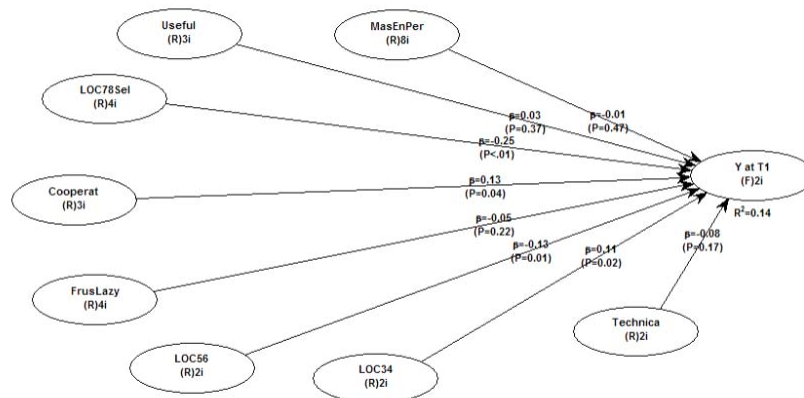 Useful
(R)3i
MasEnPer
(R)8i
LOC78Sel
(R)4i
β=0.03
(P=0.37)
β=-0.01
(P=0.47)
β=-0.25
(P<.01)
Y at T1
(F)2i
R²=0.14
Cooperat
(R)3i
β=0.13
(P=0.04)
β=-0.05
(P=0.22)
β=-0.13
(P=0.01)
β=0.11
(P=0.02)
β=-0.08
(P=0.17)
FrusLazy
(R)4i
Technica
(R)2i
LOC56
(R)2i
LOC34
(R)2i